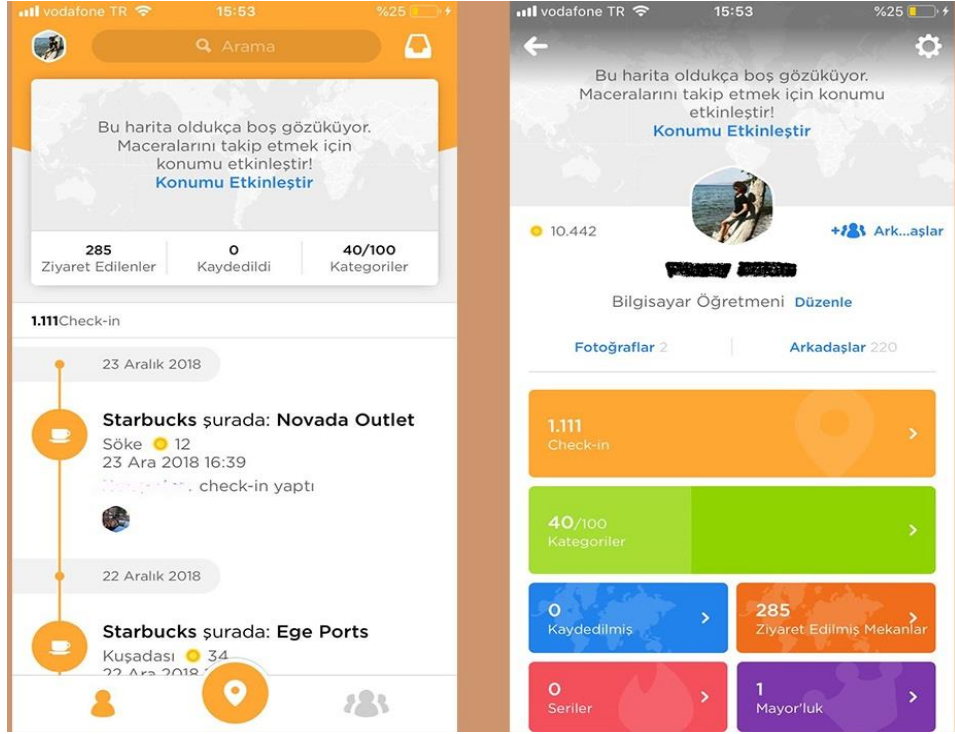 vodafone TR 15:53 %25
Arama
Bu harita oldukça boş gözüküyor.
Maceralarını takip etmek için
konumu etkinleştir!
Konumu Etkinleştir
285 0 40/100
Ziyaret Edilenler Kaydedildi Kategoriler
1.111Check-in
23 Aralık 2018
Starbucks şurada: Novada Outlet
Söke 12
23 Ara 2018 16:39
check-in yaptı
22 Aralık 2018
Starbucks şurada: Ege Ports
Kuşadası 34
22 Ara 2018
vodafone TR 15:53 %25
Bu harita oldukça boş gözüküyor.
Maceralarını takip etmek için konumu
etkinleştir!
Konumu Etkinleştir
10.442
Ark...aşlar
Bilgisayar Öğretmeni Düzenle
Fotoğraflar 2 Arkadaşlar 220
1.111
Check-in
40/100
Kategoriler
0
Kaydedilmiş
285
Ziyaret Edilmiş Mekanlar
0
Seriler
1
Mayor'luk